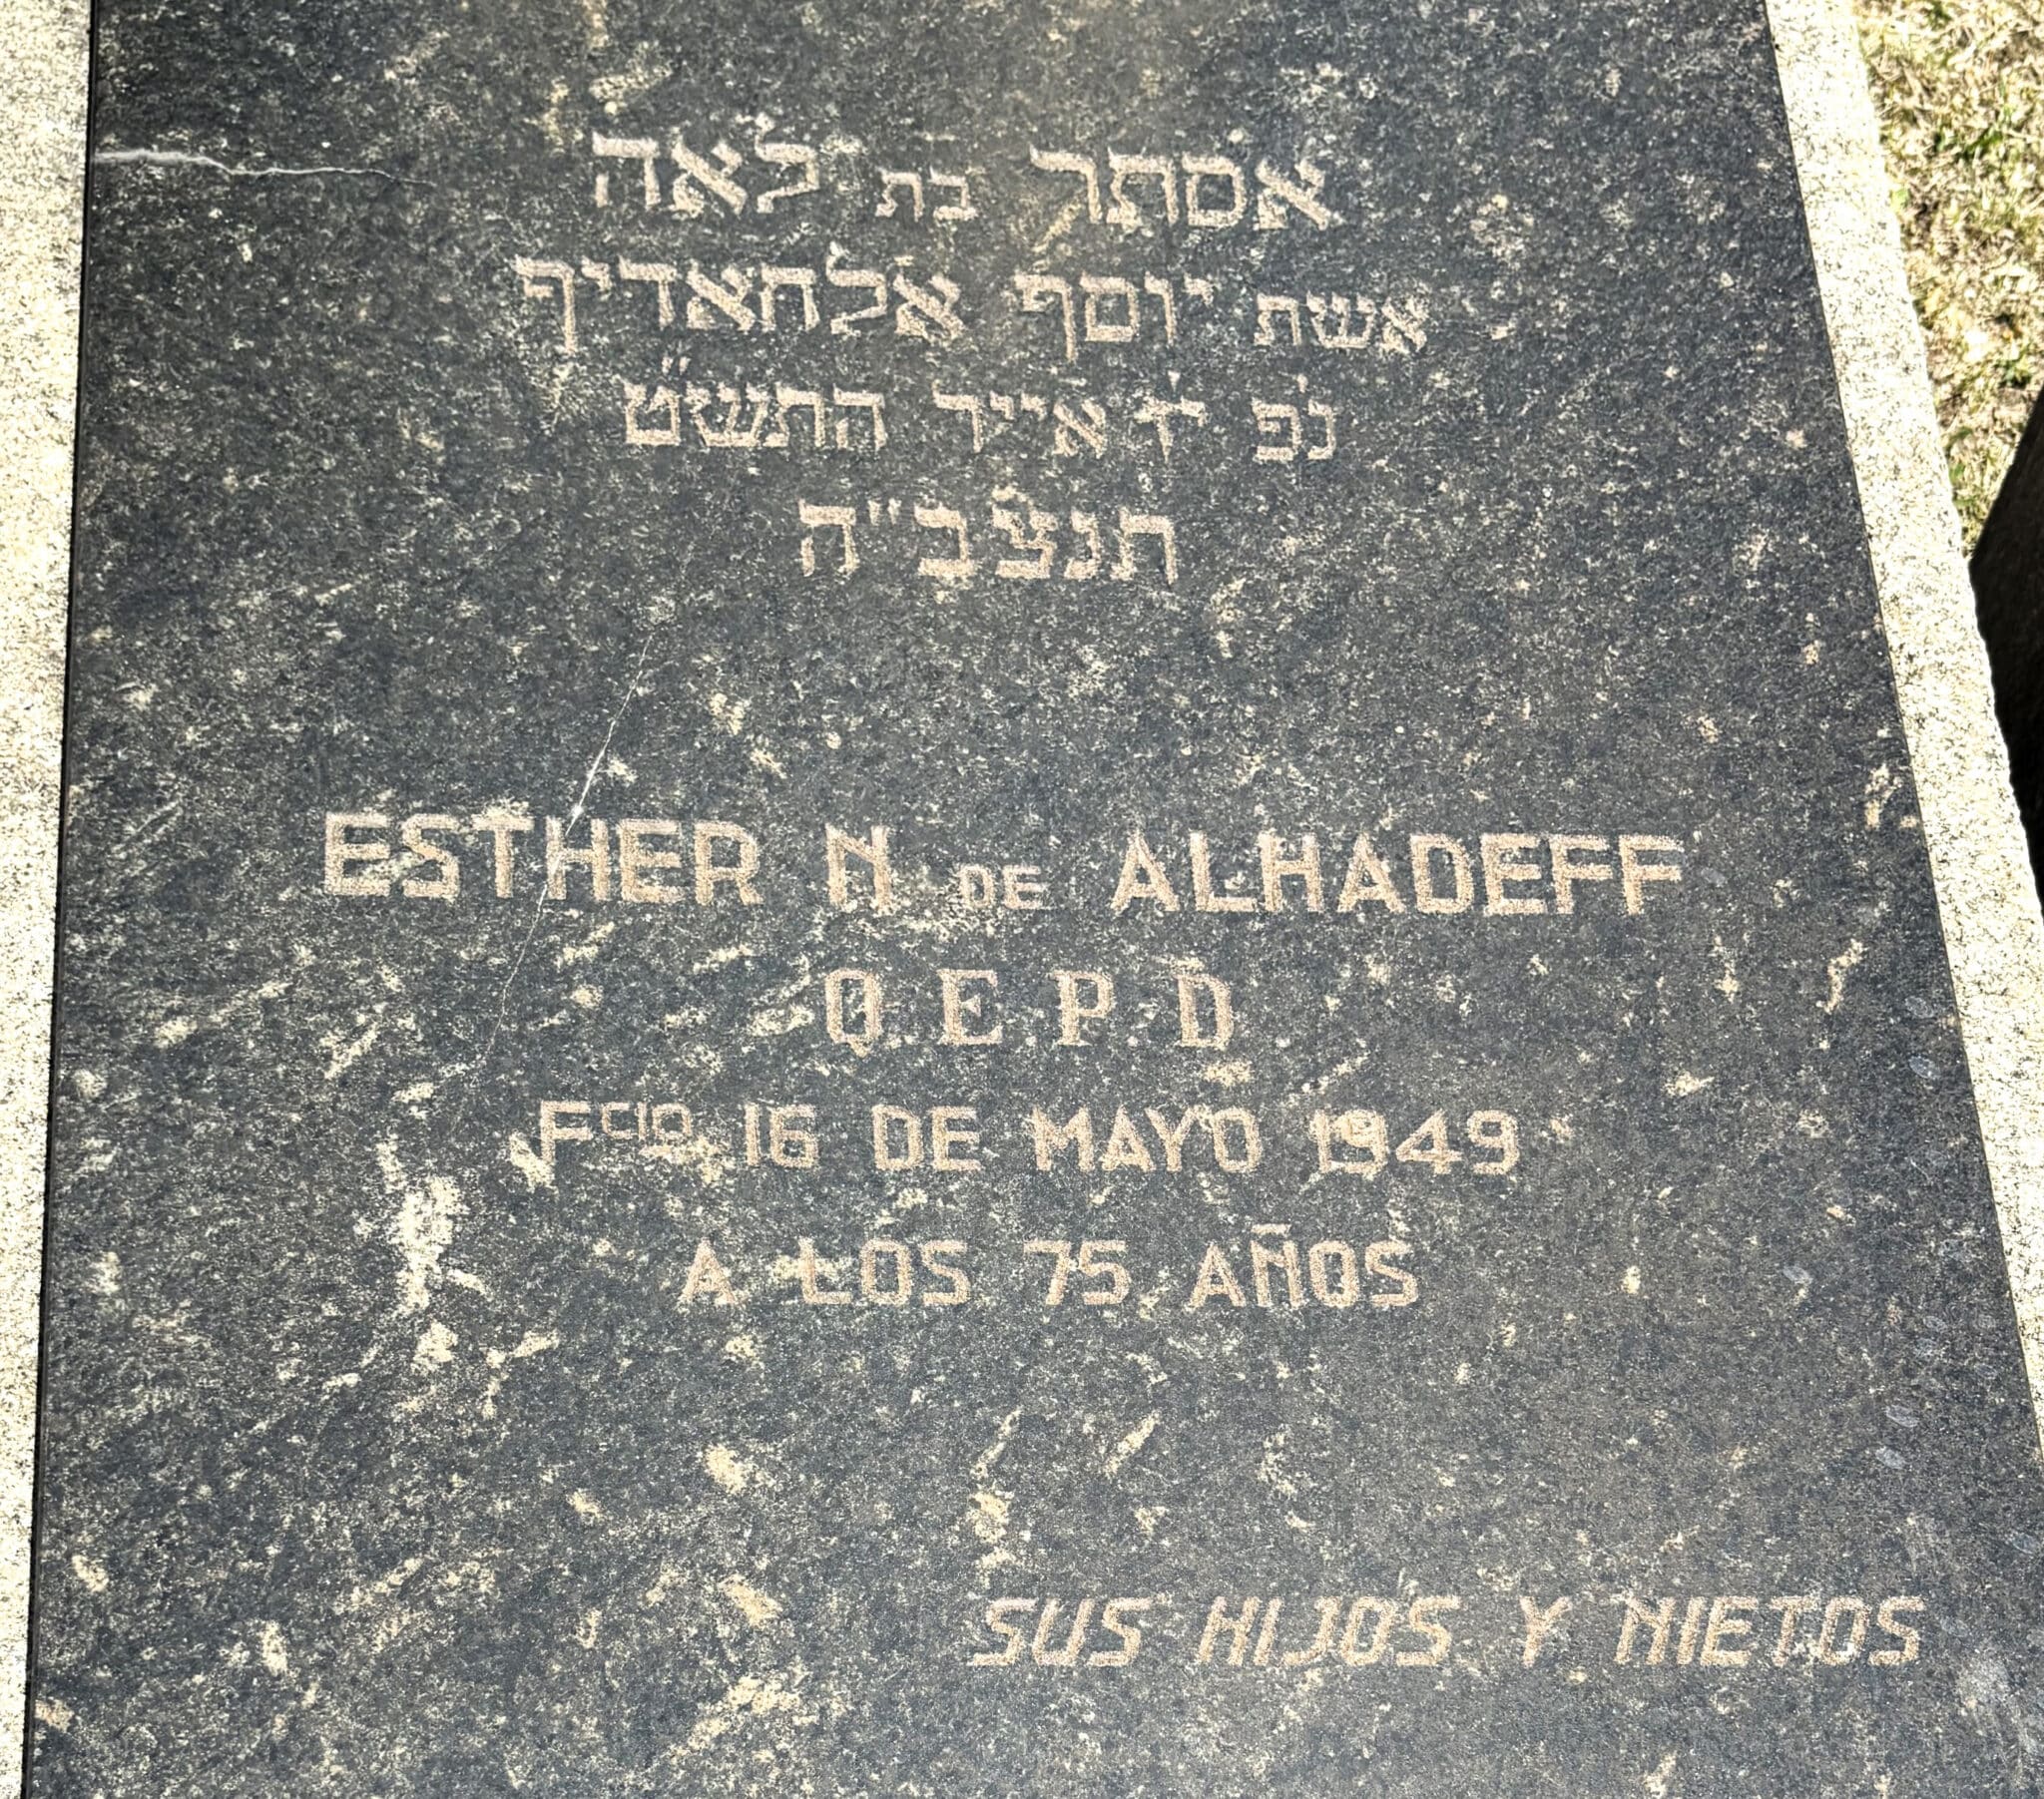 אסתר בת לאה
אשת יוסף אלחאדיף
נפ׳ י״ז אייר התשי״ט
תנצב״ה
ESTHER N DE ALHADEFF
Q.E.P.D
Fcio 16 DE MAYO 1949
A LOS 75 AÑOS
SUS HIJOS Y NIETOS